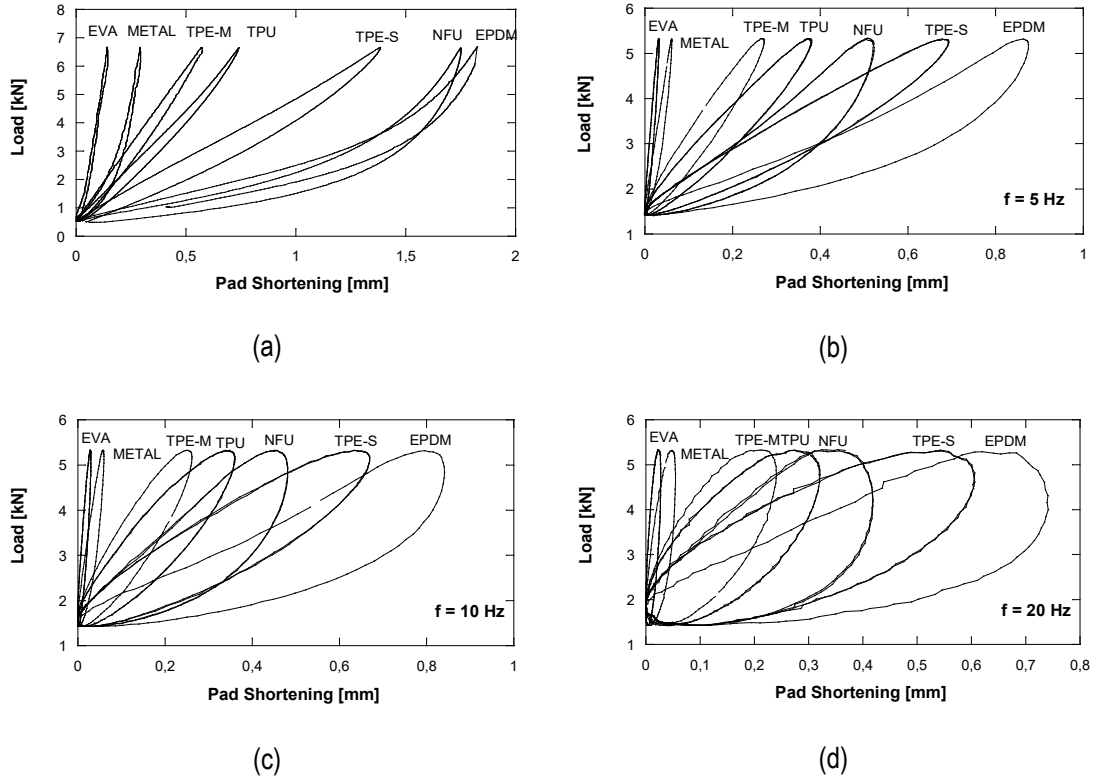 8
7
6
5
4
3
2
1
0
Load [kN]
EVA METAL TPE-M TPU TPE-S NFU EPDM
0 0,5 1 1,5 2
Pad Shortening [mm]
(a)
6
5
4
3
2
1
Load [kN]
EVA METAL TPE-M TPU NFU TPE-S EPDM
f = 5 Hz
0 0,2 0,4 0,6 0,8 1
Pad Shortening [mm]
(b)
6
5
4
3
2
1
Load [kN]
EVA METAL TPE-M TPU NFU TPE-S EPDM
f = 10 Hz
0 0,2 0,4 0,6 0,8 1
Pad Shortening [mm]
(c)
6
5
4
3
2
1
Load [kN]
EVA METAL TPE-M TPU NFU TPE-S EPDM
f = 20 Hz
0 0,1 0,2 0,3 0,4 0,5 0,6 0,7 0,8
Pad Shortening [mm]
(d)